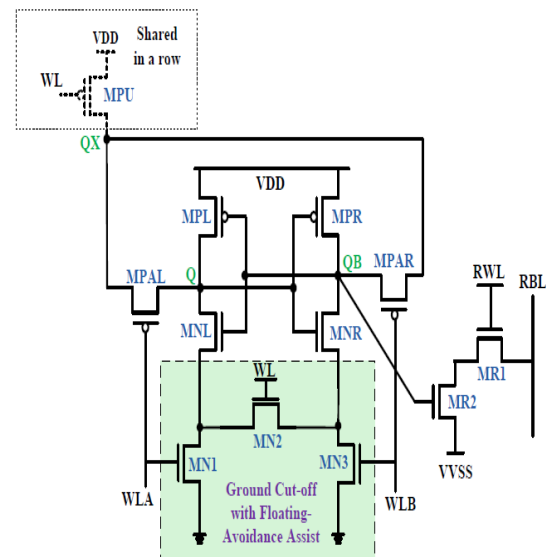 Shared
in a row
VDD
WL
MPU
QX
VDD
MPL
MPR
MPAL
Q
QB
MPAR
RWL
RBL
MNL
MNR
MR1
WL
MR2
MN2
MN1
MN3
VVSS
WLA
WLB
Ground Cut-off
with Floating-
Avoidance Assist